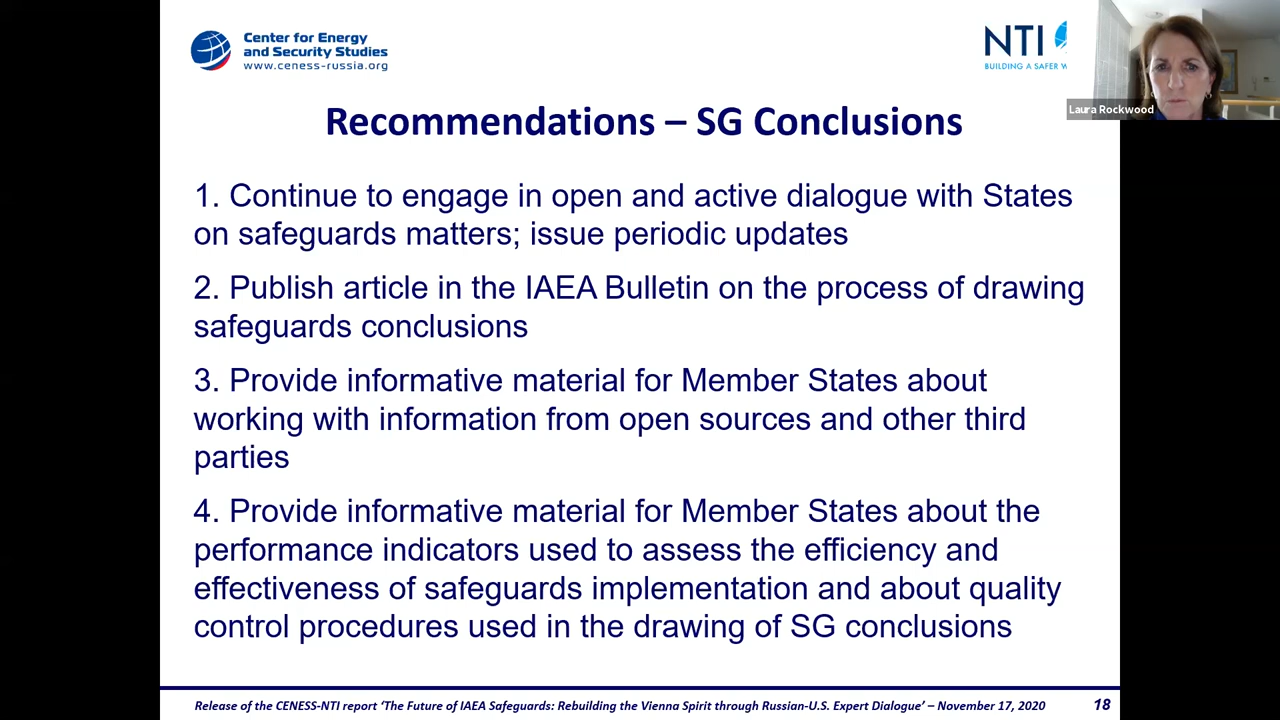 Center for Energy
and Security Studies
www.ceness-russia.org
NTI
BUILDING A SAFER W
Laura Rockwood
Recommendations – SG Conclusions
1. Continue to engage in open and active dialogue with States
on safeguards matters; issue periodic updates
2. Publish article in the IAEA Bulletin on the process of drawing
safeguards conclusions
3. Provide informative material for Member States about
working with information from open sources and other third
parties
4. Provide informative material for Member States about the
performance indicators used to assess the efficiency and
effectiveness of safeguards implementation and about quality
control procedures used in the drawing of SG conclusions
Release of the CENESS-NTI report ‘The Future of IAEA Safeguards: Rebuilding the Vienna Spirit through Russian-U.S. Expert Dialogue’ – November 17, 2020
18